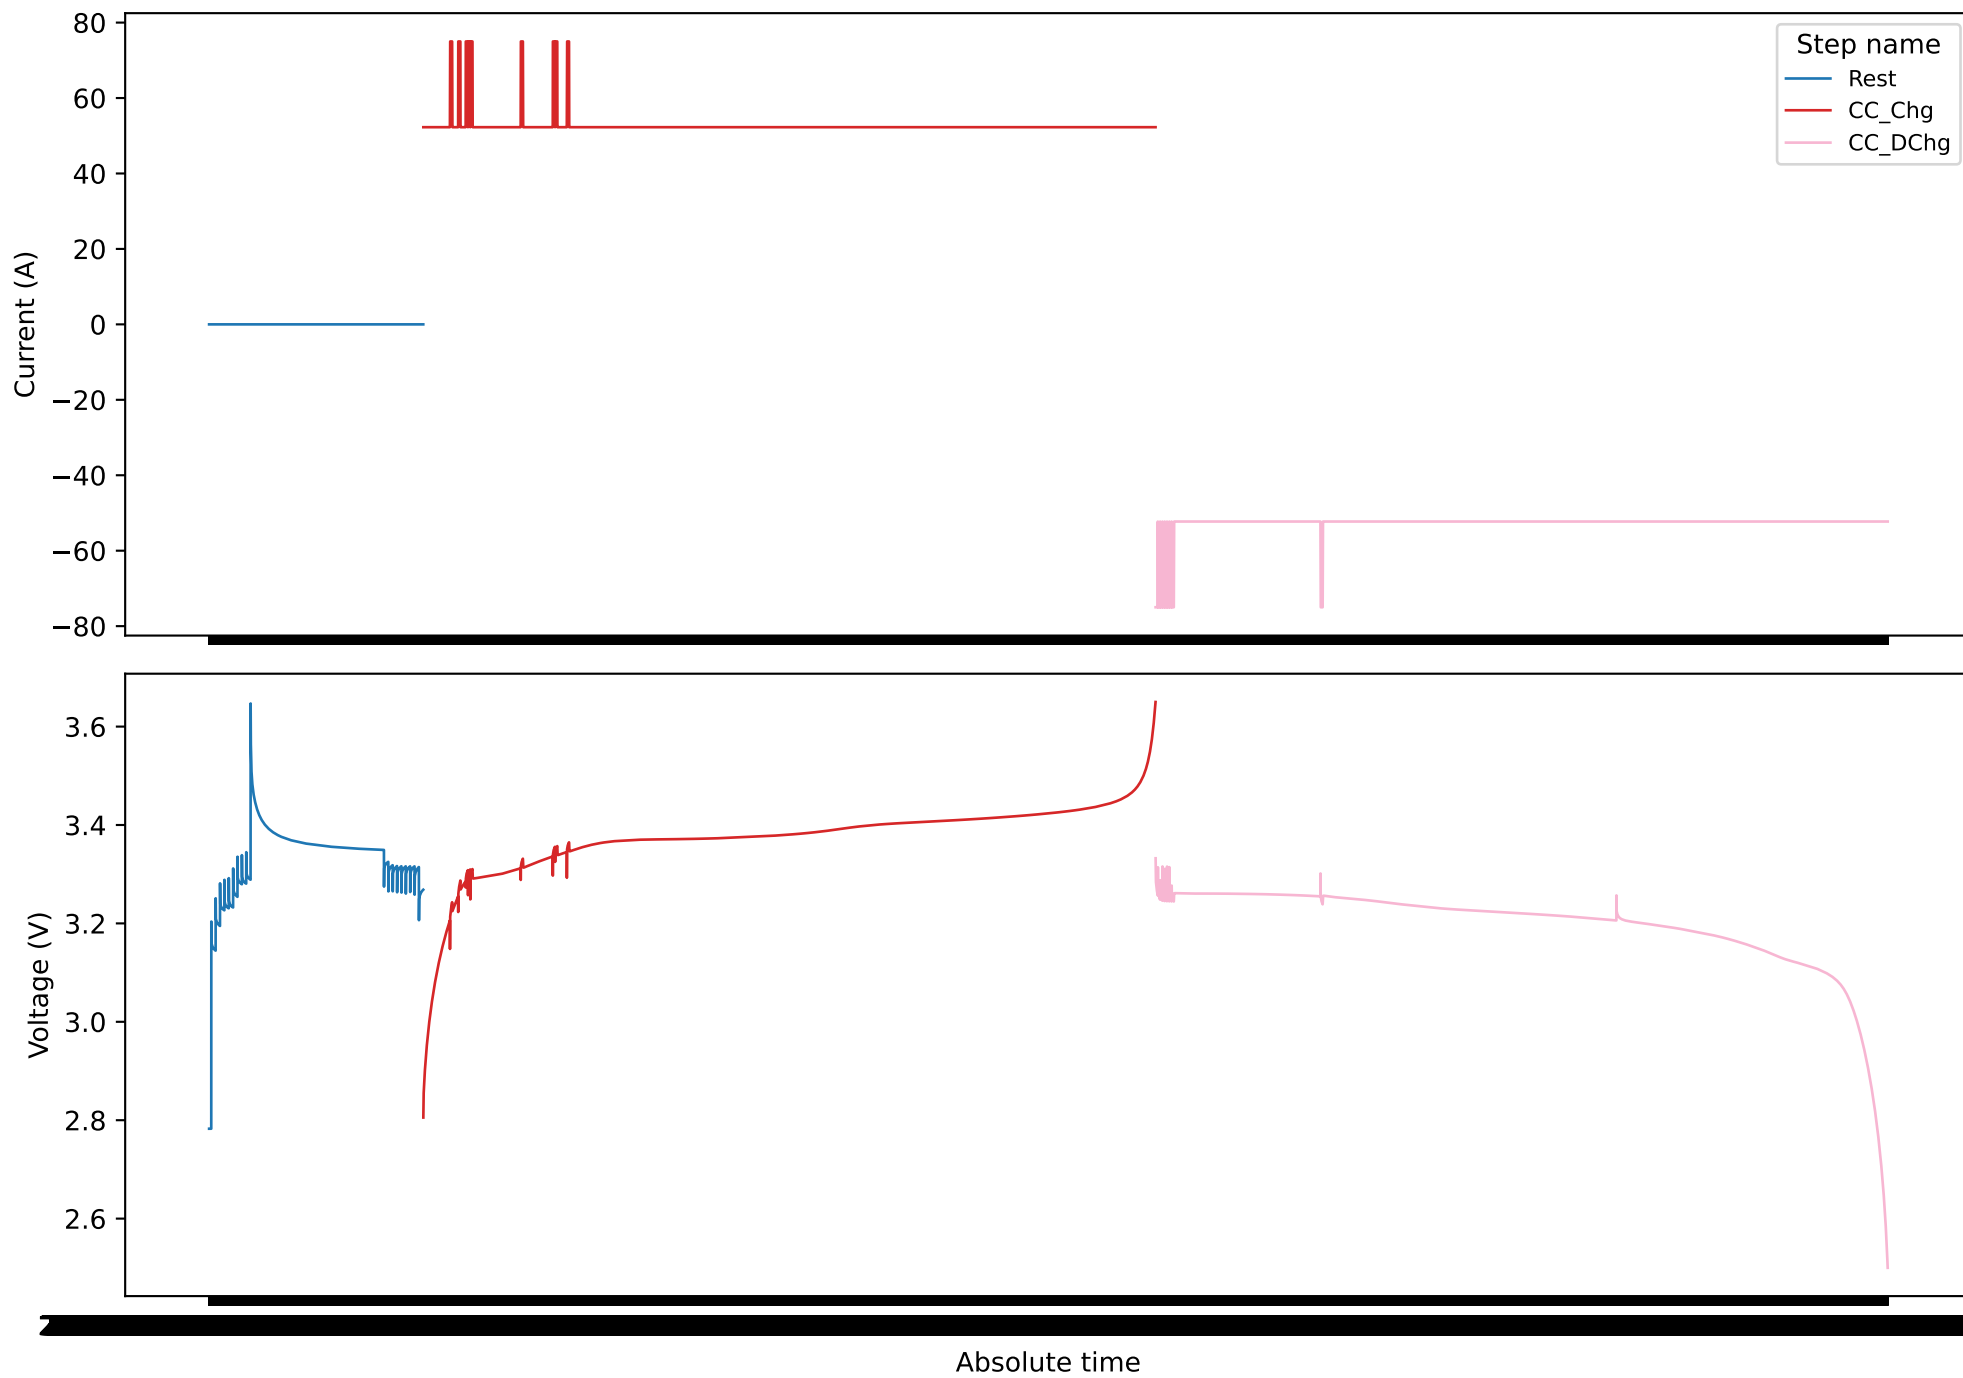 80
60
40
20
0
−20
−40
−60
−80
Current (A)
Step name
Rest
CC_Chg
CC_DChg
3.6
3.4
3.2
3.0
2.8
2.6
Voltage (V)
Absolute time